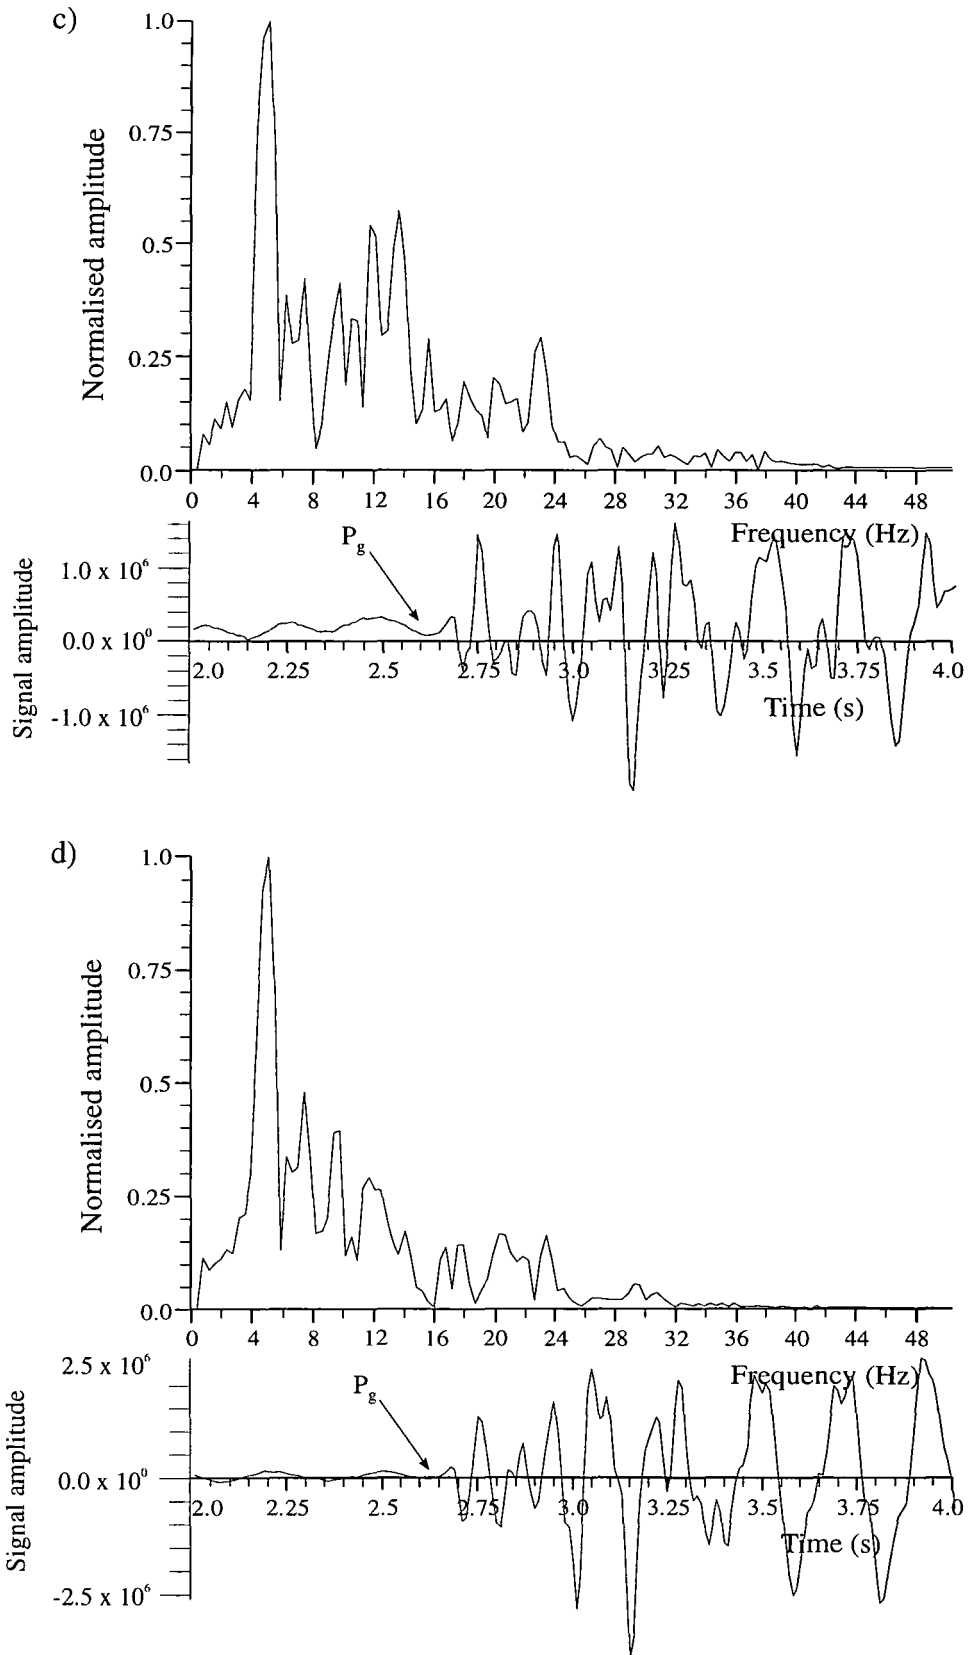 c)
Normalised amplitude
1.0
0.75
0.5
0.25
0.0
0 4 8 12 16 20 24 28 32 36 40 44 48
Frequency (Hz)
Signal amplitude
1.0 x 10⁶
0.0 x 10⁰
-1.0 x 10⁶
Pg
2.0 2.25 2.5 2.75 3.0 3.25 3.5 3.75 4.0
Time (s)
d)
Normalised amplitude
1.0
0.75
0.5
0.25
0.0
0 4 8 12 16 20 24 28 32 36 40 44 48
Frequency (Hz)
Signal amplitude
2.5 x 10⁶
0.0 x 10⁰
-2.5 x 10⁶
Pg
2.0 2.25 2.5 2.75 3.0 3.25 3.5 3.75 4.0
Time (s)